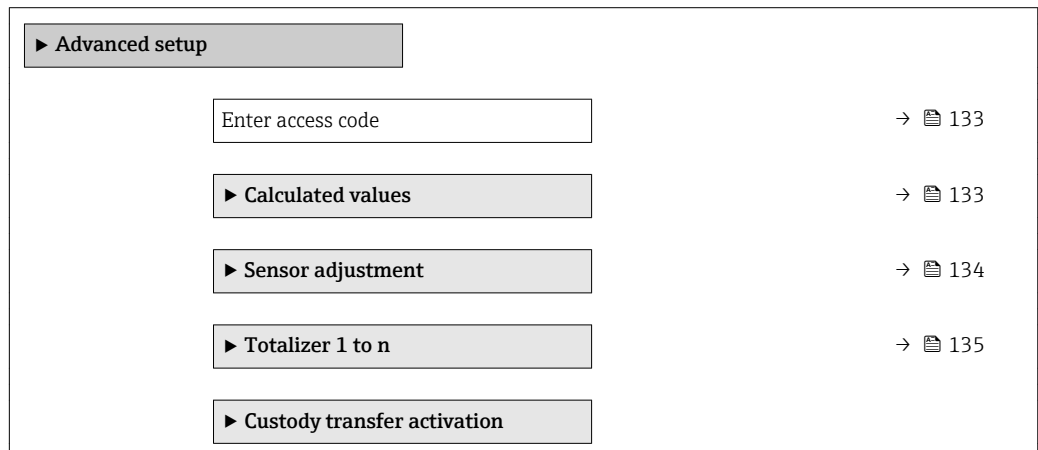 ► Advanced setup
Enter access code → 133
► Calculated values → 133
► Sensor adjustment → 134
► Totalizer 1 to n → 135
► Custody transfer activation